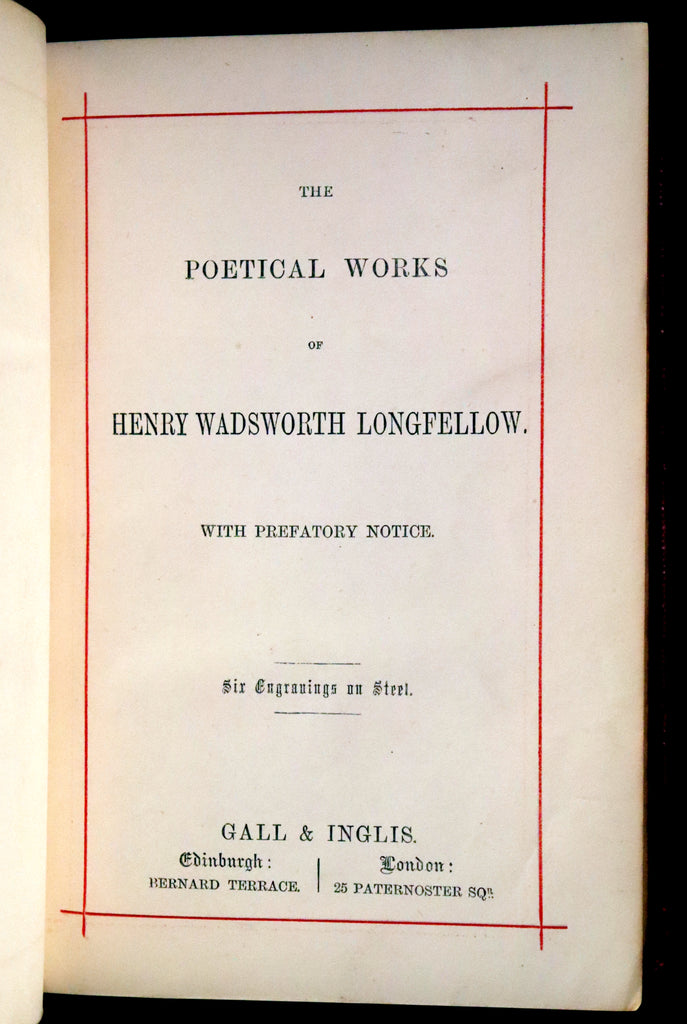 THE
POETICAL WORKS
OF
HENRY WADSWORTH LONGFELLOW.
WITH PREFATORY NOTICE.
Six Engravings on Steel.
GALL & INGLIS.
Edinburgh: | London:
BERNARD TERRACE. | 25 PATERNOSTER SQR.